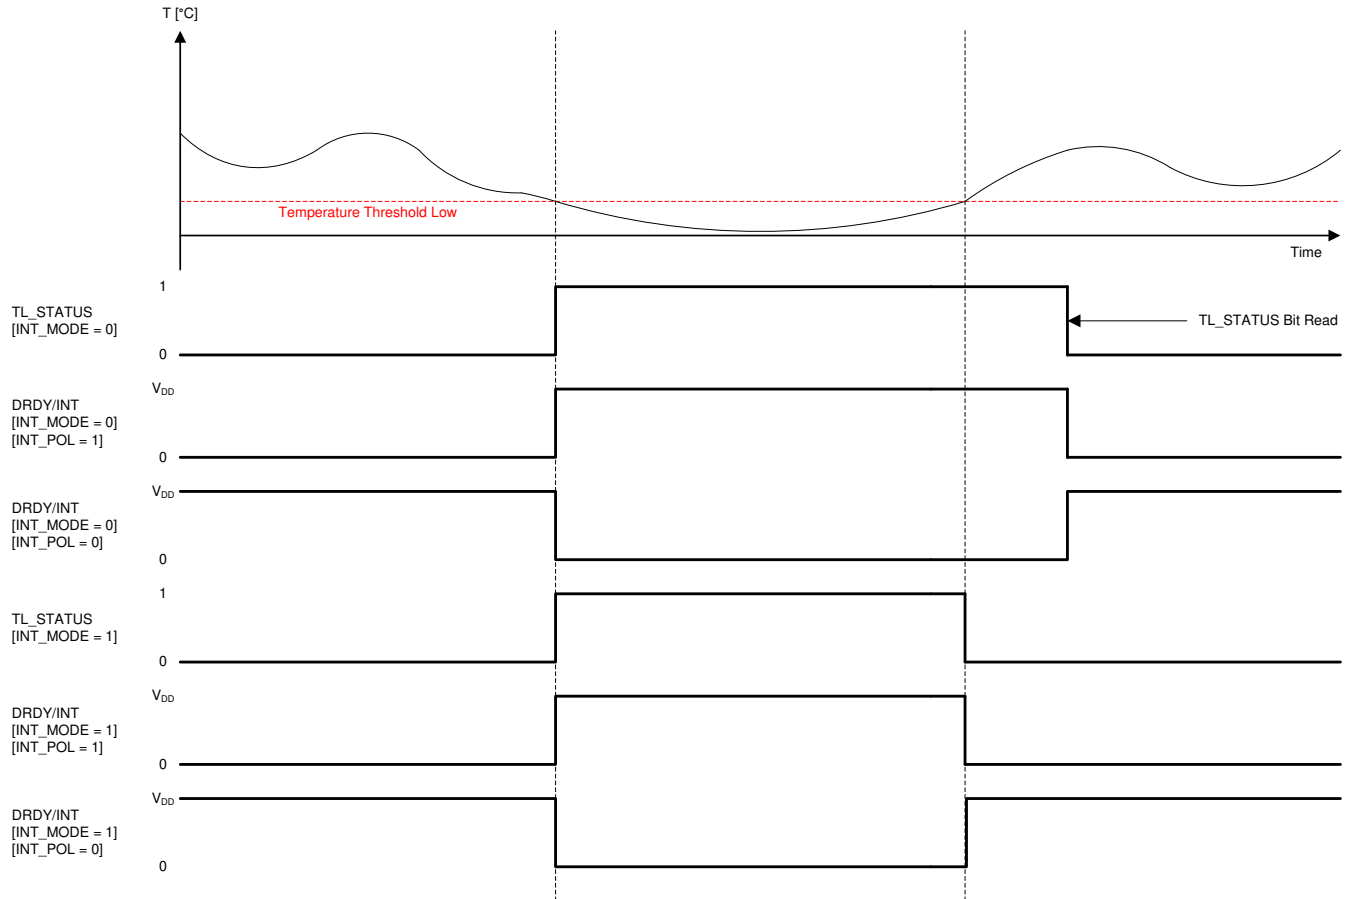 T [°C]
Temperature Threshold Low
Time
1
TL_STATUS
[INT_MODE = 0]
TL_STATUS Bit Read
0
VDD
DRDY/INT
[INT_MODE = 0]
[INT_POL = 1]
0
VDD
DRDY/INT
[INT_MODE = 0]
[INT_POL = 0]
0
1
TL_STATUS
[INT_MODE = 1]
0
VDD
DRDY/INT
[INT_MODE = 1]
[INT_POL = 1]
0
VDD
DRDY/INT
[INT_MODE = 1]
[INT_POL = 0]
0